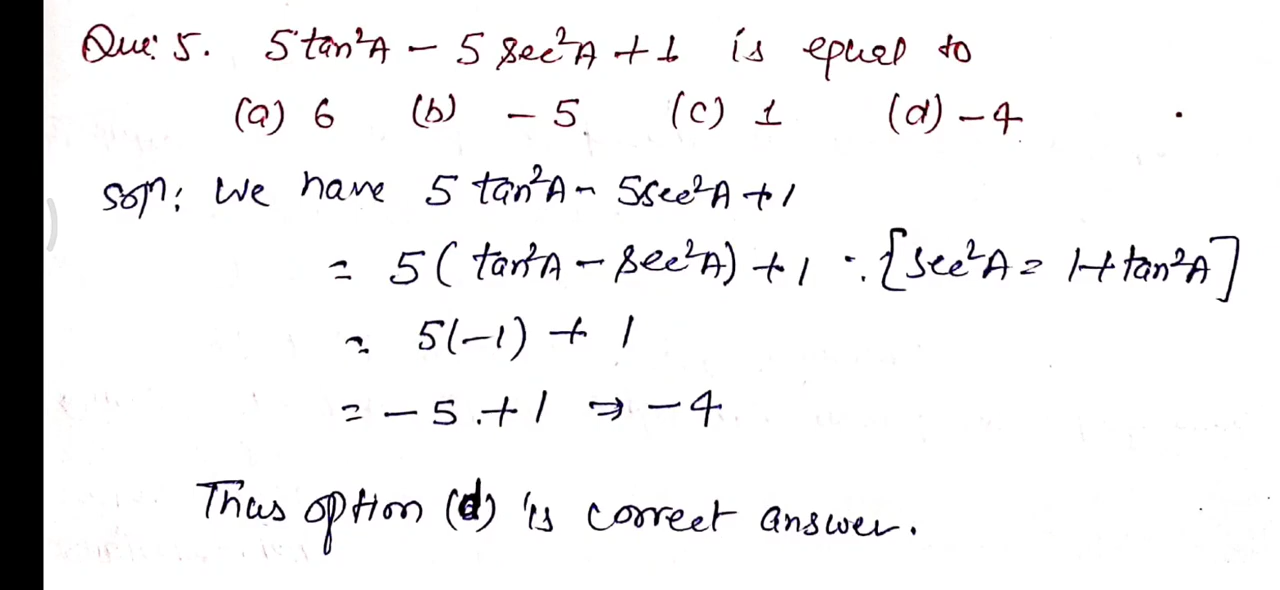 Que: 5. 5 tan²A - 5 sec²A + 1 is equal to
(a) 6 (b) - 5 (c) 1 (d) - 4
Solⁿ: We have 5 tan²A - 5sec²A + 1
= 5 ( tan²A - sec²A) + 1 ∵ [sec²A = 1 + tan²A]
= 5(-1) + 1
= - 5 + 1 ⇒ - 4
Thus option (d) is correct answer.